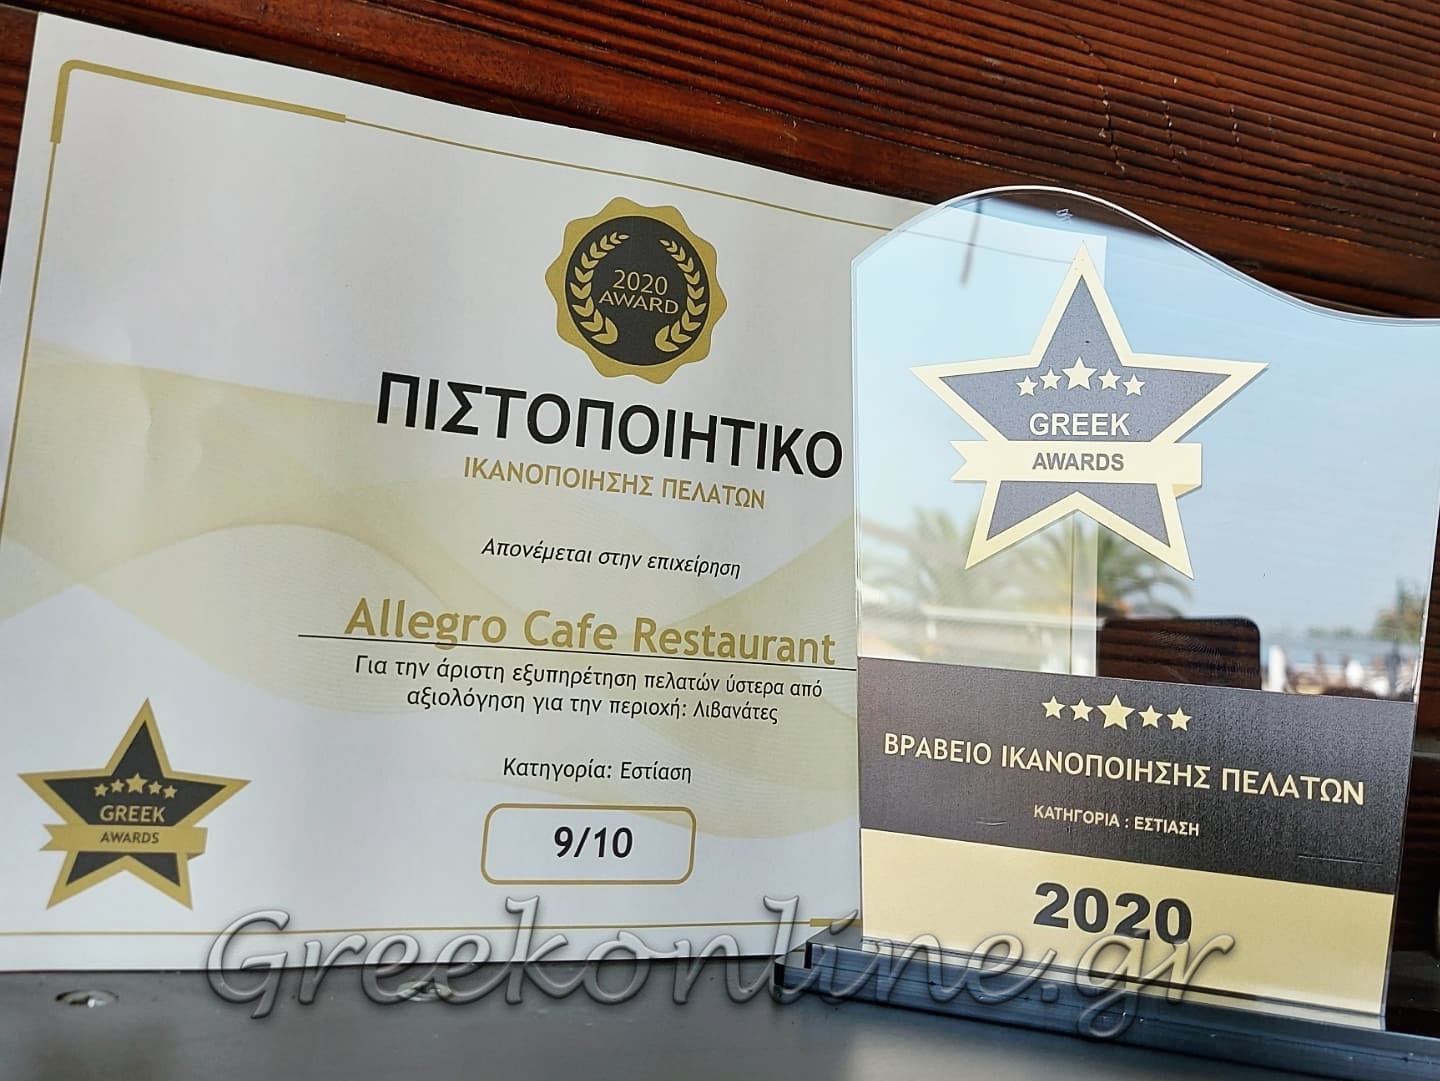 2020
AWARD
ΠΙΣΤΟΠΟΙΗΤΙΚΟ
ΙΚΑΝΟΠΟΙΗΣΗΣ ΠΕΛΑΤΩΝ
Απονέμεται στην επιχείρηση
Allegro Cafe Restaurant
Για την άριστη εξυπηρέτηση πελατών ύστερα από
αξιολόγηση για την περιοχή: Λιβανάτες
Κατηγορία: Εστίαση
9/10
GREEK
AWARDS
GREEK
AWARDS
ΒΡΑΒΕΙΟ ΙΚΑΝΟΠΟΙΗΣΗΣ ΠΕΛΑΤΩΝ
ΚΑΤΗΓΟΡΙΑ : ΕΣΤΙΑΣΗ
2020
Greekonline.gr